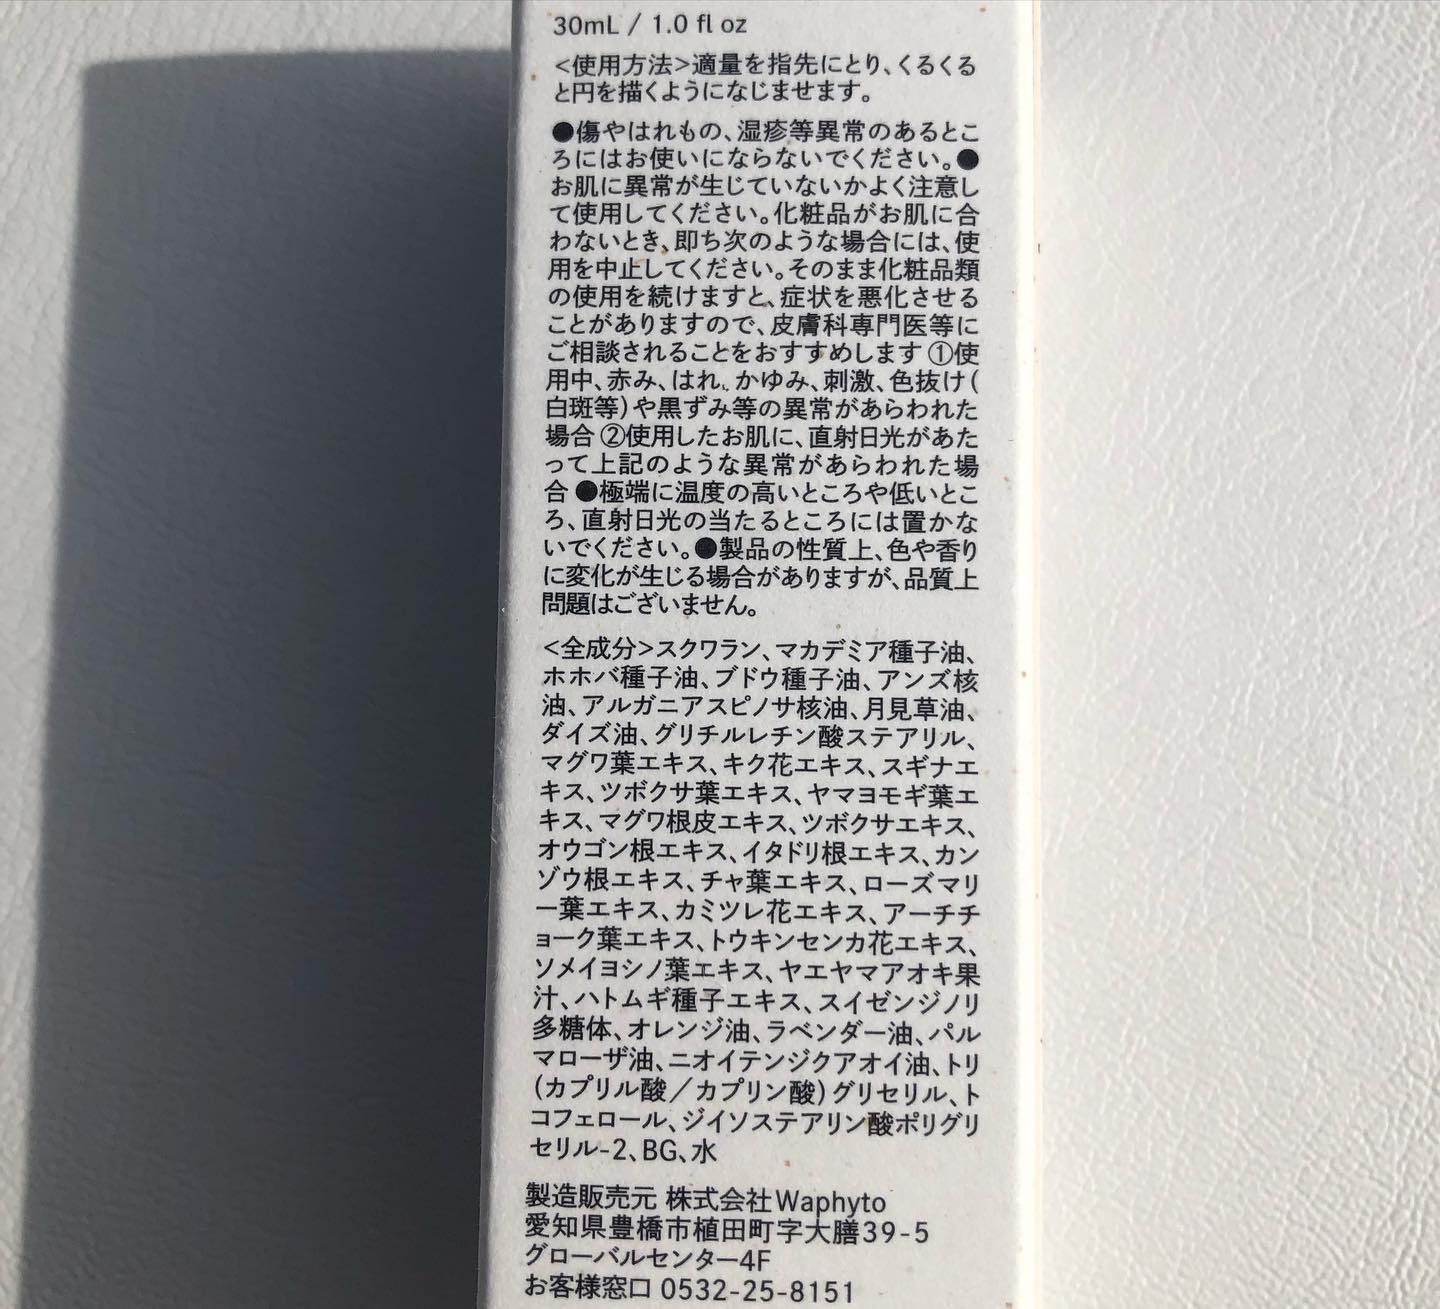 30mL / 1.0 fl oz
<使用方法>適量を指先にとり、くるくる
と円を描くようになじませます。
●傷やはれもの、湿疹等異常のあるとこ
ろにはお使いにならないでください。●
お肌に異常が生じていないかよく注意し
て使用してください。化粧品がお肌に合
わないとき、即ち次のような場合には、使
用を中止してください。そのまま化粧品類
の使用を続けますと、症状を悪化させる
ことがありますので、皮膚科専門医等に
ご相談されることをおすすめします ①使
用中、赤み、はれ、かゆみ、刺激、色抜け(
白斑等)や黒ずみ等の異常があらわれた
場合 ②使用したお肌に、直射日光があた
って上記のような異常があらわれた場
合 ●極端に温度の高いところや低いとこ
ろ、直射日光の当たるところには置かな
いでください。●製品の性質上、色や香り
に変化が生じる場合がありますが、品質上
問題はございません。
<全成分>スクワラン、マカデミア種子油、
ホホバ種子油、ブドウ種子油、アンズ核
油、アルガニアスピノサ核油、月見草油、
ダイズ油、グリチルレチン酸ステアリル、
マグワ葉エキス、キク花エキス、スギナエ
キス、ツボクサ葉エキス、ヤマヨモギ葉エ
キス、マグワ根皮エキス、ツボクサエキス、
オウゴン根エキス、イタドリ根エキス、カン
ゾウ根エキス、チャ葉エキス、ローズマリ
ー葉エキス、カミツレ花エキス、アーチチ
ョーク葉エキス、トウキンセンカ花エキス、
ソメイヨシノ葉エキス、ヤエヤマアオキ果
汁、ハトムギ種子エキス、スイゼンジノリ
多糖体、オレンジ油、ラベンダー油、パル
マローザ油、ニオイテンジクアオイ油、トリ
(カプリル酸／カプリン酸)グリセリル、ト
コフェロール、ジイソステアリン酸ポリグリ
セリル-2、BG、水
製造販売元 株式会社Waphyto
愛知県豊橋市植田町字大膳39-5
グローバルセンター4F
お客様窓口 0532-25-8151